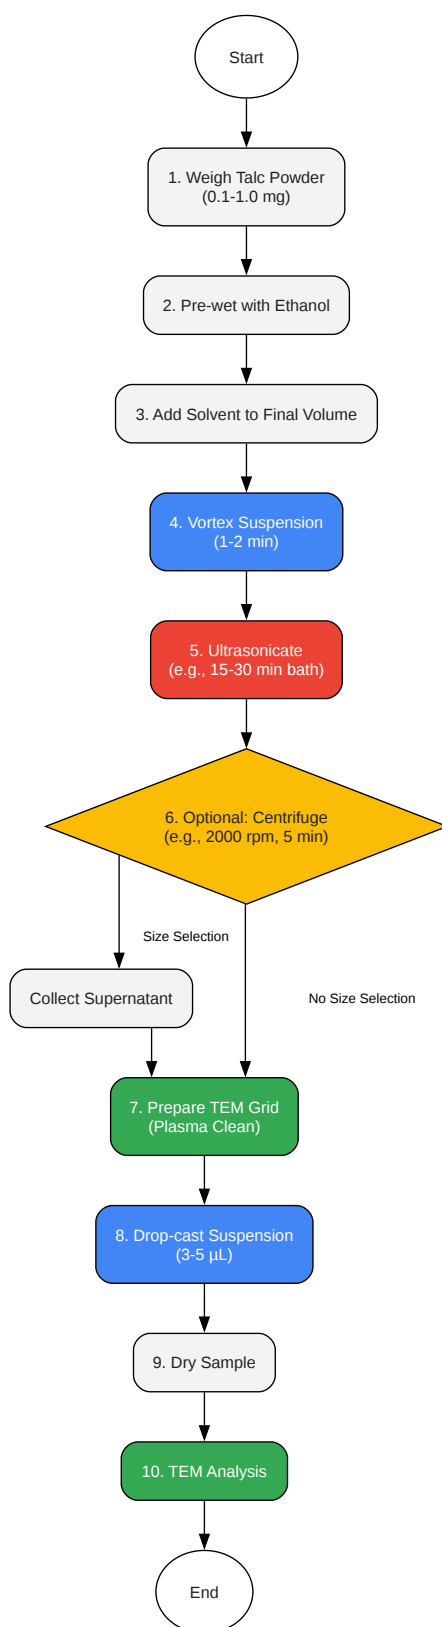 Start
1. Weigh Talc Powder
(0.1-1.0 mg)
2. Pre-wet with Ethanol
3. Add Solvent to Final Volume
4. Vortex Suspension
(1-2 min)
5. Ultrasonicate
(e.g., 15-30 min bath)
6. Optional: Centrifuge
(e.g., 2000 rpm, 5 min)
Size Selection
Collect Supernatant
No Size Selection
7. Prepare TEM Grid
(Plasma Clean)
8. Drop-cast Suspension
(3-5 µL)
9. Dry Sample
10. TEM Analysis
End